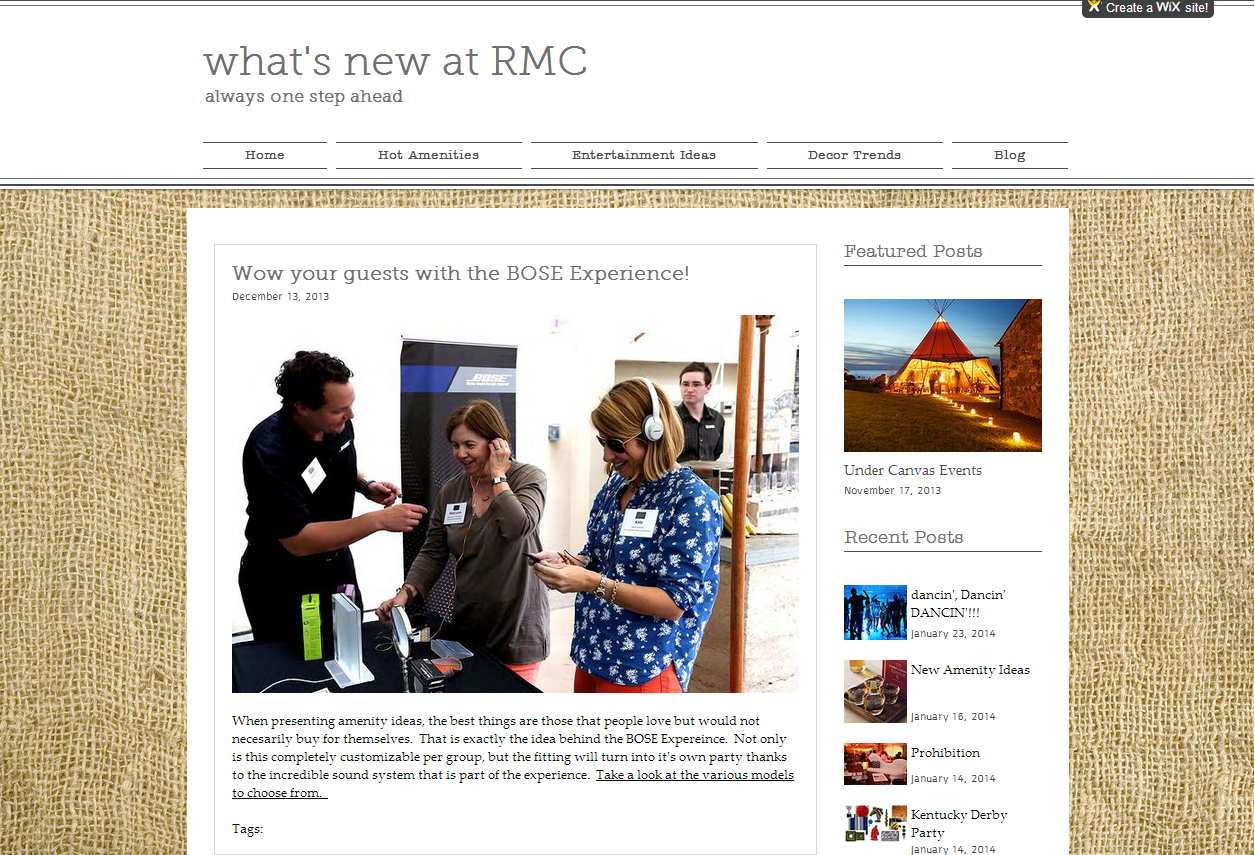 Create a WiX site!
what's new at RMC
always one step ahead
Home
Hot Amenities
Entertainment Ideas
Decor Trends
Blog
Wow your guests with the BOSE Experience!
December 13, 2013
BOSE
When presenting amenity ideas, the best things are those that people love but would not
necesarily buy for themselves.  That is exactly the idea behind the BOSE Expereince.  Not only
is this completely customizable per group, but the fitting will turn into it's own party thanks
to the incredible sound system that is part of the experience.  Take a look at the various models
to choose from.
Tags:
Featured Posts
Under Canvas Events
November 17, 2013
Recent Posts
dancin', Dancin'
DANCIN'!!!
January 23, 2014
New Amenity Ideas
January 16, 2014
Prohibition
January 14, 2014
Kentucky Derby
Party
January 14, 2014